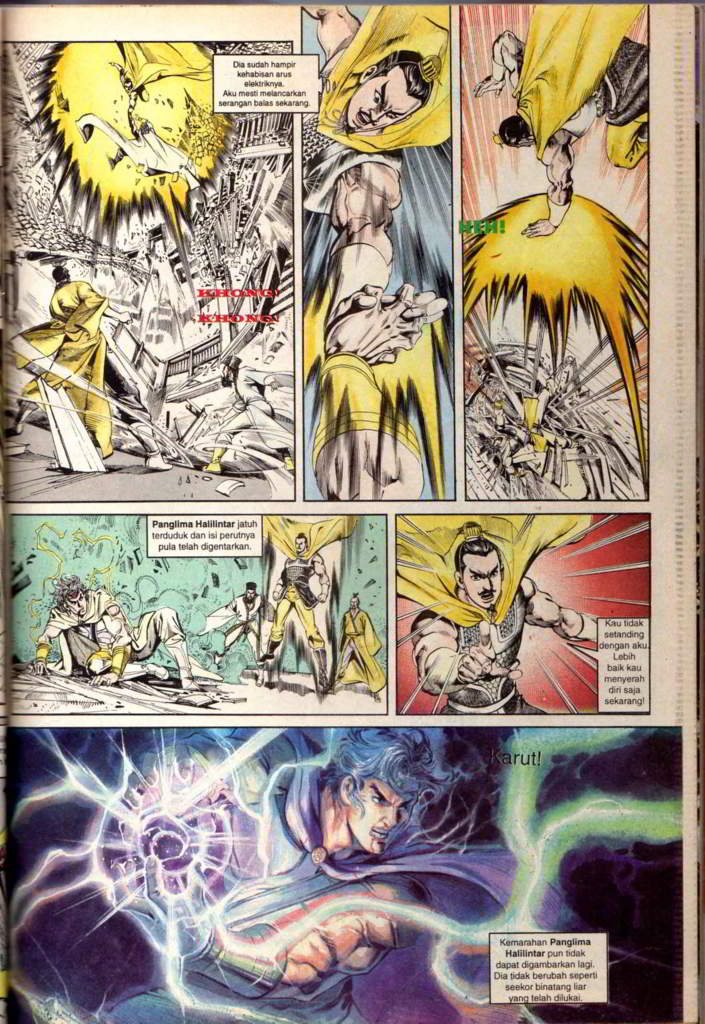 Dia sudah hampir
kehabisan arus
elektriknya.
Aku mesti melancarkan
serangan balas sekarang.
KHONG!
KHONG!
HEH!
Panglima Halilintar jatuh
terduduk dan isi perutnya
pula telah digentarkan.
Kau tidak
setanding
dengan aku.
Lebih
baik kau
menyerah
diri saja
sekarang!
Karut!
Kemarahan Panglima
Halilintar pun tidak
dapat digambarkan lagi.
Dia tidak berubah seperti
seekor binatang liar
yang telah dilukai.